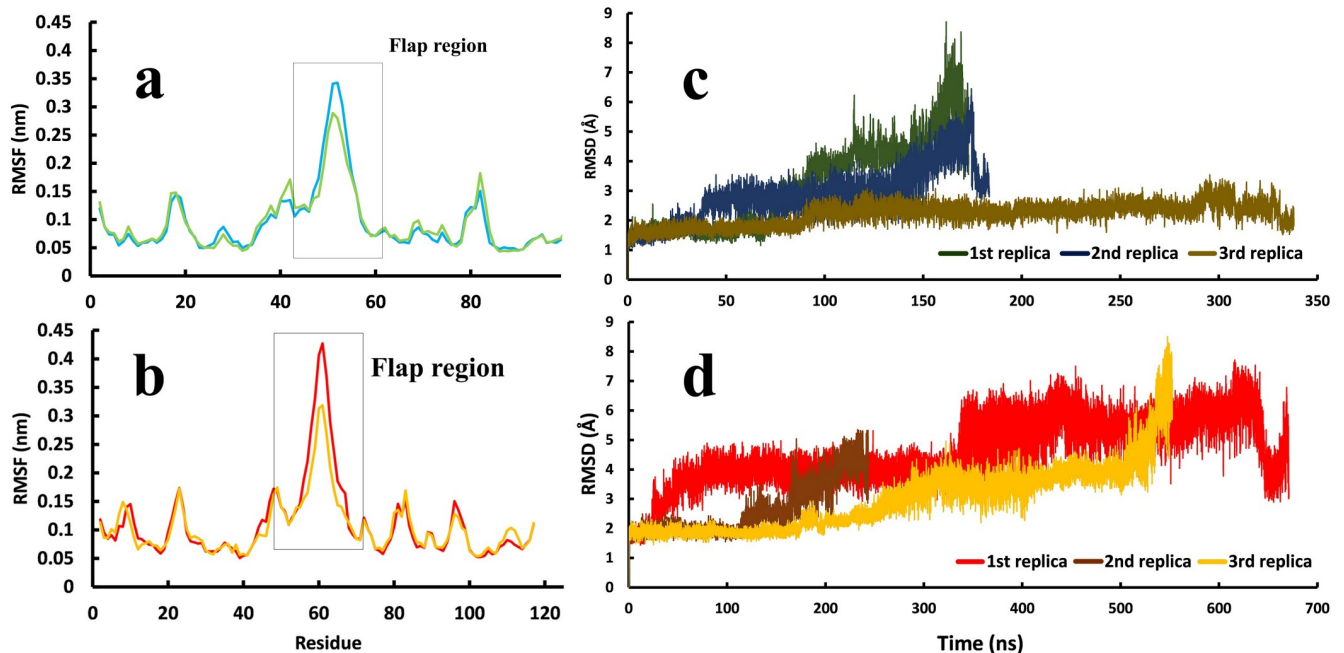 a
Flap region
RMSF (nm)
0.45
0.4
0.35
0.3
0.25
0.2
0.15
0.1
0.05
0
0 20 40 60 80
b
Flap region
RMSF (nm)
0.45
0.4
0.35
0.3
0.25
0.2
0.15
0.1
0.05
0
0 20 40 60 80 100 120
Residue
c
RMSD (Å)
9
8
7
6
5
4
3
2
1
0
1st replica 2nd replica 3rd replica
0 50 100 150 200 250 300 350
d
RMSD (Å)
9
8
7
6
5
4
3
2
1
0
1st replica 2nd replica 3rd replica
0 100 200 300 400 500 600 700
Time (ns)